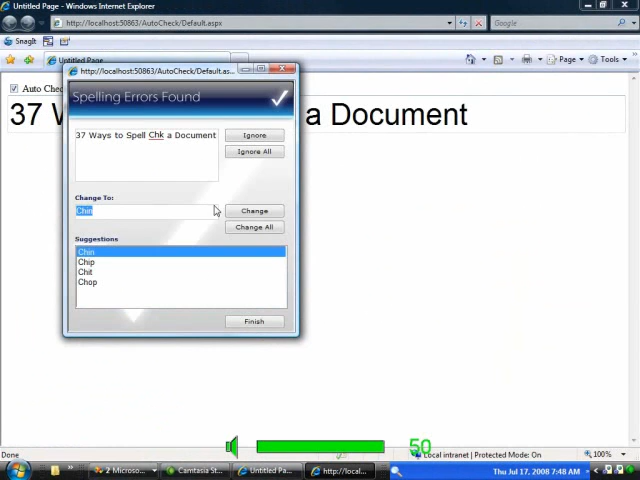 Untitled Page - Windows Internet Explorer
http://localhost:50863/AutoCheck/Default.aspx
Google
SnagIt
Untitled Page
Page
Tools
Auto Chec
37 W
a Document
http://localhost:50863/AutoCheck/Default.as...
Spelling Errors Found
37 Ways to Spell Chk a Document
Ignore
Ignore All
Change To:
Chin
Change
Change All
Suggestions
Chin
Chip
Chit
Chop
Finish
50
Done
Local intranet | Protected Mode: On
100%
2 Microso...
Camtasia St...
Untitled Pa...
http://local...
Thu Jul 17, 2008 7:48 AM